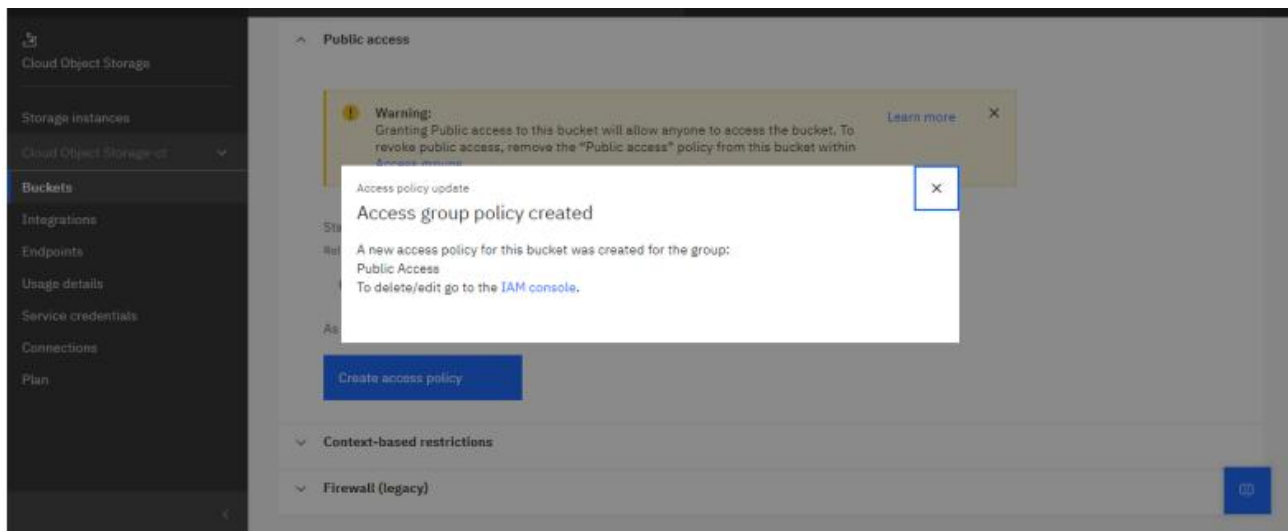 Cloud Object Storage
Storage instances
Cloud Object Storage-ct
Buckets
Integrations
Endpoints
Usage details
Service credentials
Connections
Plan
Public access
Warning:
Learn more
Granting Public access to this bucket will allow anyone to access the bucket. To
revoke public access, remove the “Public access” policy from this bucket within
Access groups
Access policy update
Access group policy created
A new access policy for this bucket was created for the group:
Public Access
To delete/edit go to the IAM console.
As
Create access policy
Context-based restrictions
Firewall (legacy)